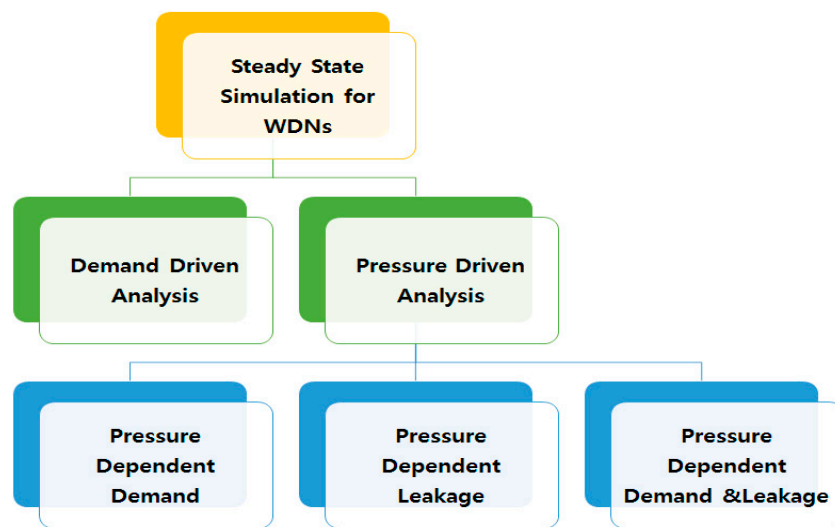 Steady State
Simulation for
WDNs
Demand Driven
Analysis
Pressure Driven
Analysis
Pressure
Dependent
Demand
Pressure
Dependent
Leakage
Pressure
Dependent
Demand &Leakage